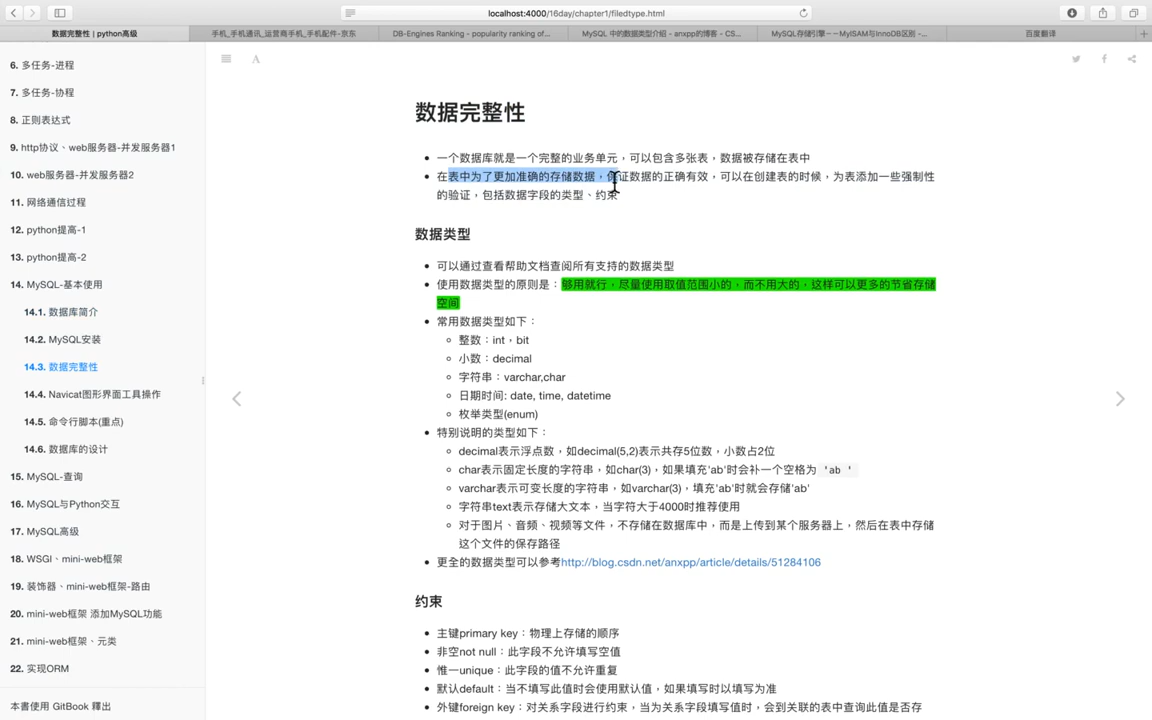 localhost:4000/16day/chapter1/filedtype.html
数据完整性 | python高级
手机_手机通讯_运营商手机_手机配件-京东
DB-Engines Ranking - popularity ranking of...
MySQL 中的数据类型介绍 - anxpp的博客 - CS...
MySQL存储引擎－－MyISAM与InnoDB区别 -...
百度翻译
6. 多任务-进程
7. 多任务-协程
8. 正则表达式
9. http协议、web服务器-并发服务器1
10. web服务器-并发服务器2
11. 网络通信过程
12. python提高-1
13. python提高-2
14. MySQL-基本使用
14.1. 数据库简介
14.2. MySQL安装
14.3. 数据完整性
14.4. Navicat图形界面工具操作
14.5. 命令行脚本(重点)
14.6. 数据库的设计
15. MySQL-查询
16. MySQL与Python交互
17. MySQL高级
18. WSGI、mini-web框架
19. 装饰器、mini-web框架-路由
20. mini-web框架 添加MySQL功能
21. mini-web框架、元类
22. 实现ORM
本書使用 GitBook 釋出
A
数据完整性
一个数据库就是一个完整的业务单元，可以包含多张表，数据被存储在表中
在表中为了更加准确的存储数据，保证数据的正确有效，可以在创建表的时候，为表添加一些强制性
的验证，包括数据字段的类型、约束
数据类型
可以通过查看帮助文档查阅所有支持的数据类型
使用数据类型的原则是：够用就行，尽量使用取值范围小的，而不用大的，这样可以更多的节省存储
空间
常用数据类型如下：
整数：int，bit
小数：decimal
字符串：varchar,char
日期时间: date, time, datetime
枚举类型(enum)
特别说明的类型如下：
decimal表示浮点数，如decimal(5,2)表示共存5位数，小数占2位
char表示固定长度的字符串，如char(3)，如果填充'ab'时会补一个空格为 'ab '
varchar表示可变长度的字符串，如varchar(3)，填充'ab'时就会存储'ab'
字符串text表示存储大文本，当字符大于4000时推荐使用
对于图片、音频、视频等文件，不存储在数据库中，而是上传到某个服务器上，然后在表中存储
这个文件的保存路径
更全的数据类型可以参考http://blog.csdn.net/anxpp/article/details/51284106
约束
主键primary key：物理上存储的顺序
非空not null：此字段不允许填写空值
惟一unique：此字段的值不允许重复
默认default：当不填写此值时会使用默认值，如果填写时以填写为准
外键foreign key：对关系字段进行约束，当为关系字段填写值时，会到关联的表中查询此值是否存